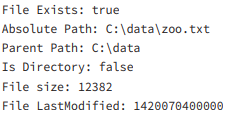 File Exists: true
Absolute Path: C:\data\zoo.txt
Parent Path: C:\data
Is Directory: false
File size: 12382
File LastModified: 1420070400000